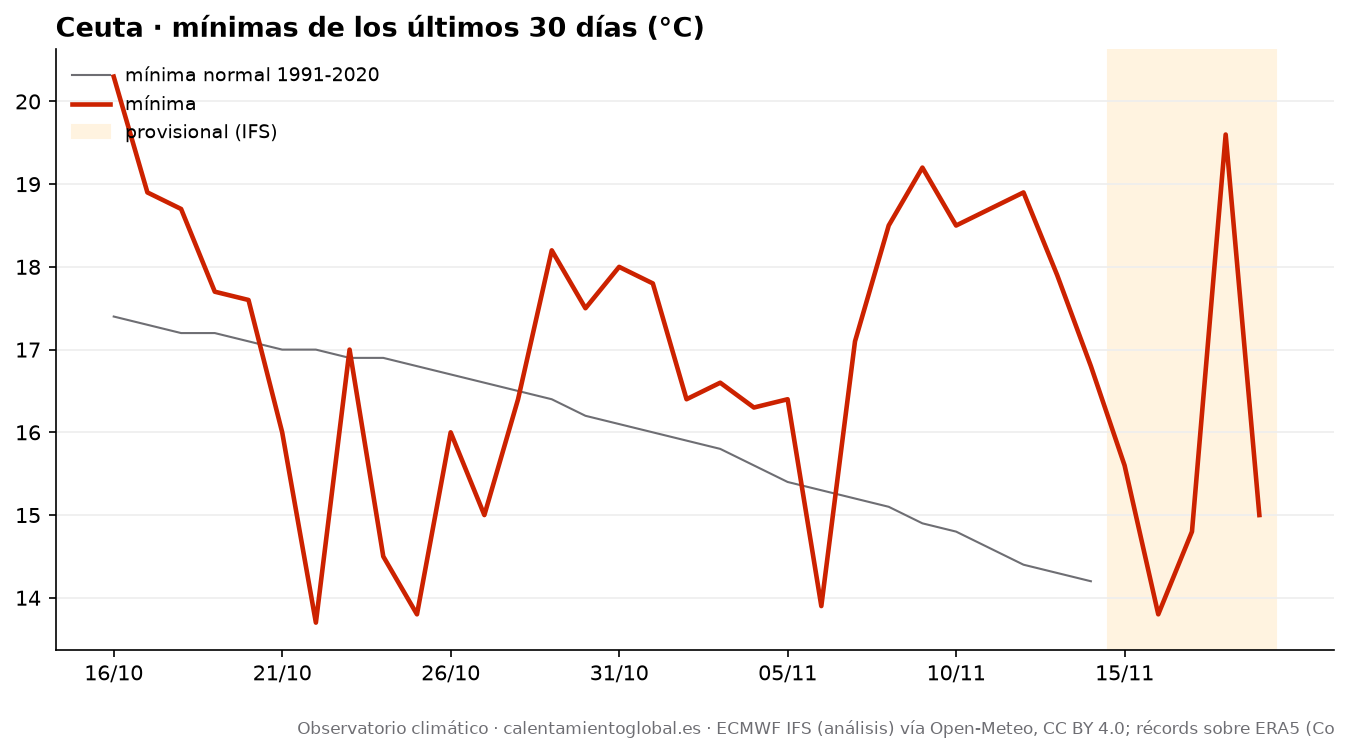 Ceuta · mínimas de los últimos 30 días (°C)
mínima normal 1991-2020
mínima
provisional (IFS)
20
19
18
17
16
15
14
16/10 21/10 26/10 31/10 05/11 10/11 15/11
Observatorio climático · calentamientoglobal.es · ECMWF IFS (análisis) vía Open-Meteo, CC BY 4.0; récords sobre ERA5 (Co